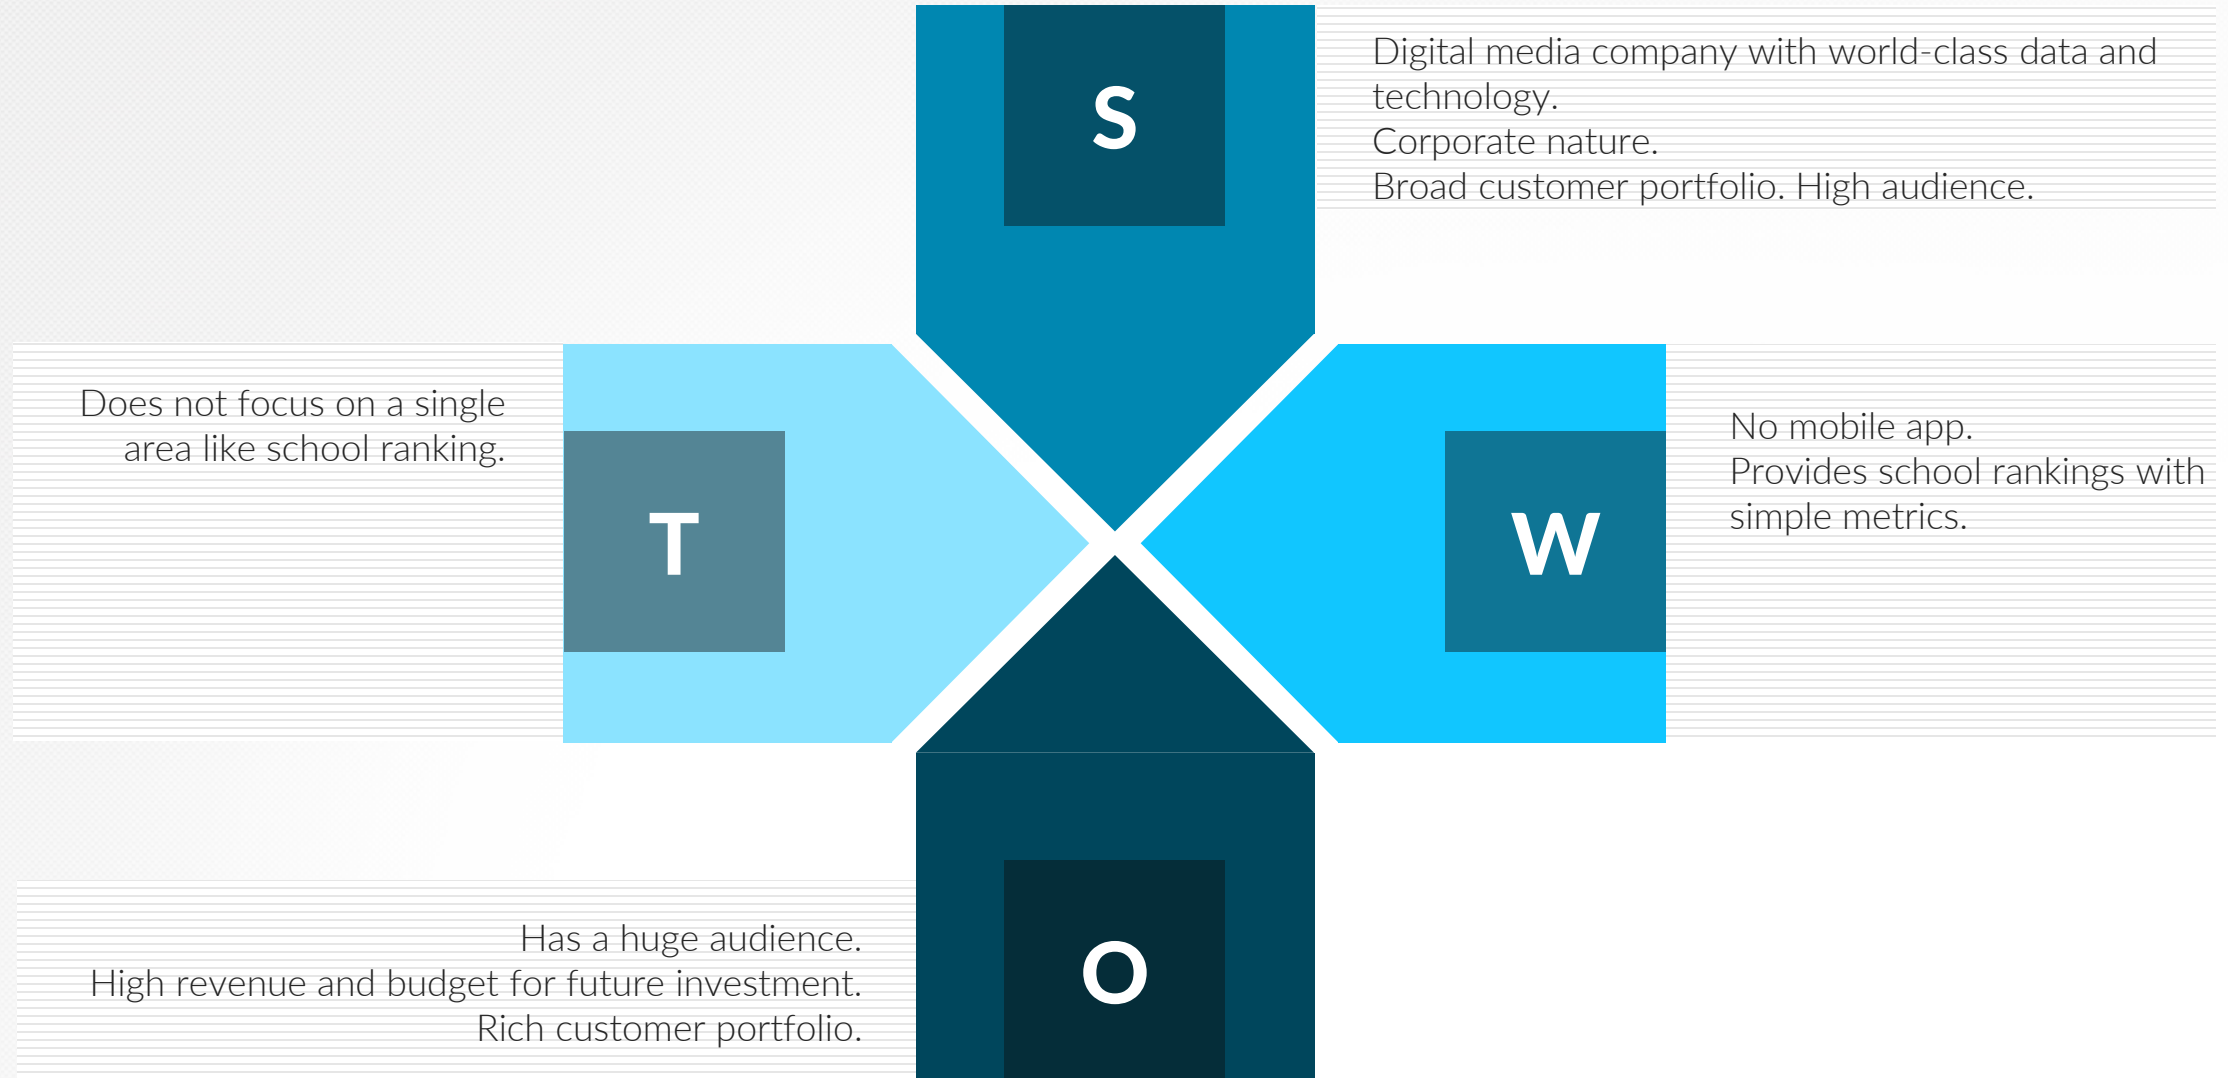 S
Digital media company with world-class data and
technology.
Corporate nature.
Broad customer portfolio. High audience.
Does not focus on a single
area like school ranking.
T
W
No mobile app.
Provides school rankings with
simple metrics.
Has a huge audience.
High revenue and budget for future investment.
Rich customer portfolio.
O